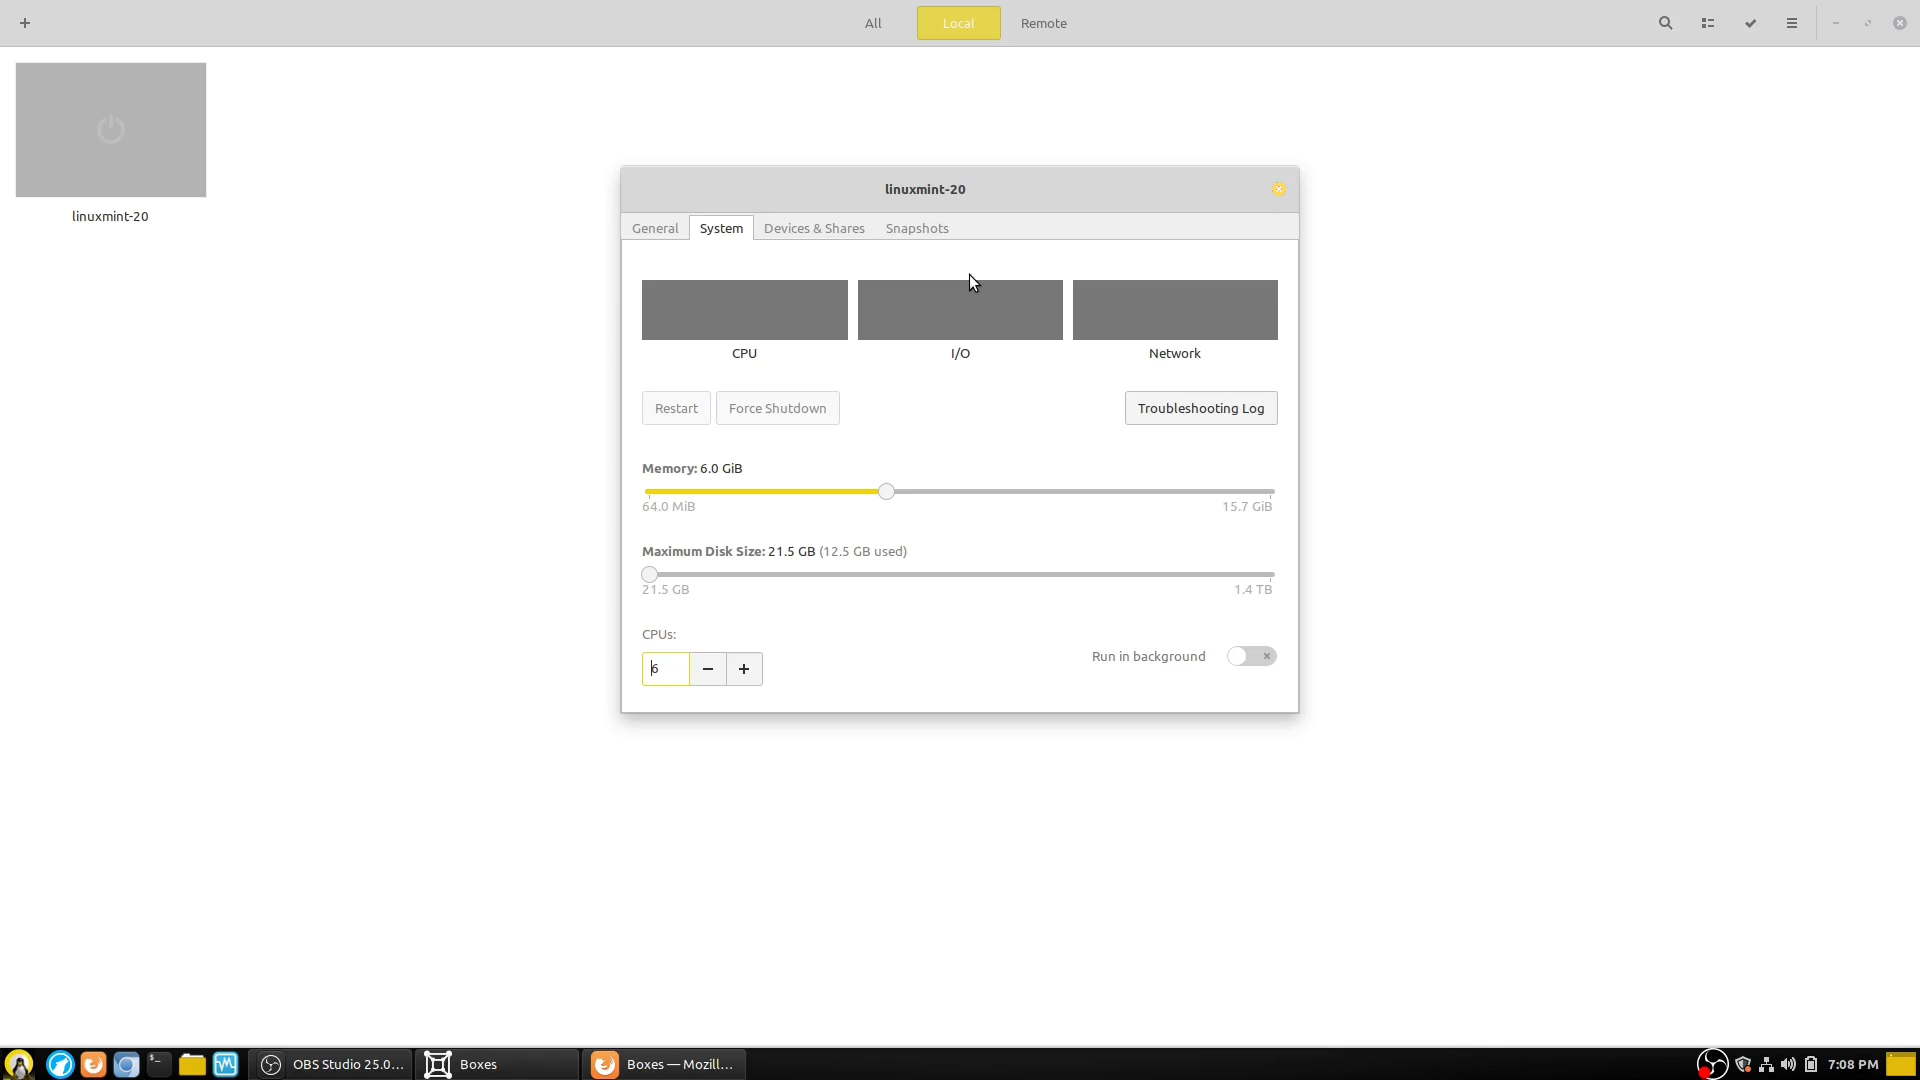 All
Local
Remote
linuxmint-20
linuxmint-20
General
System
Devices & Shares
Snapshots
CPU
I/O
Network
Restart
Force Shutdown
Troubleshooting Log
Memory: 6.0 GiB
64.0 MiB
15.7 GiB
Maximum Disk Size: 21.5 GB (12.5 GB used)
21.5 GB
1.4 TB
CPUs:
6
Run in background
OBS Studio 25.0...
Boxes
Boxes — Mozill...
7:08 PM